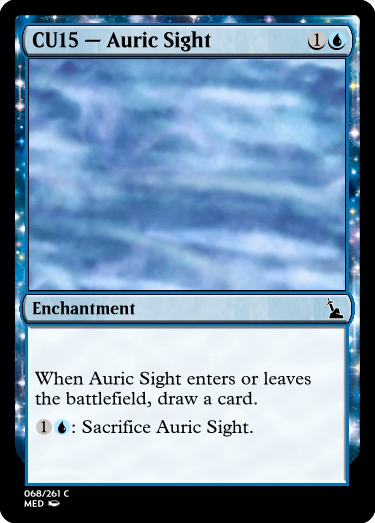 CU15 — Auric Sight 1
Enchantment
When Auric Sight enters or leaves
the battlefield, draw a card.
1 : Sacrifice Auric Sight.
068/261 C
MED